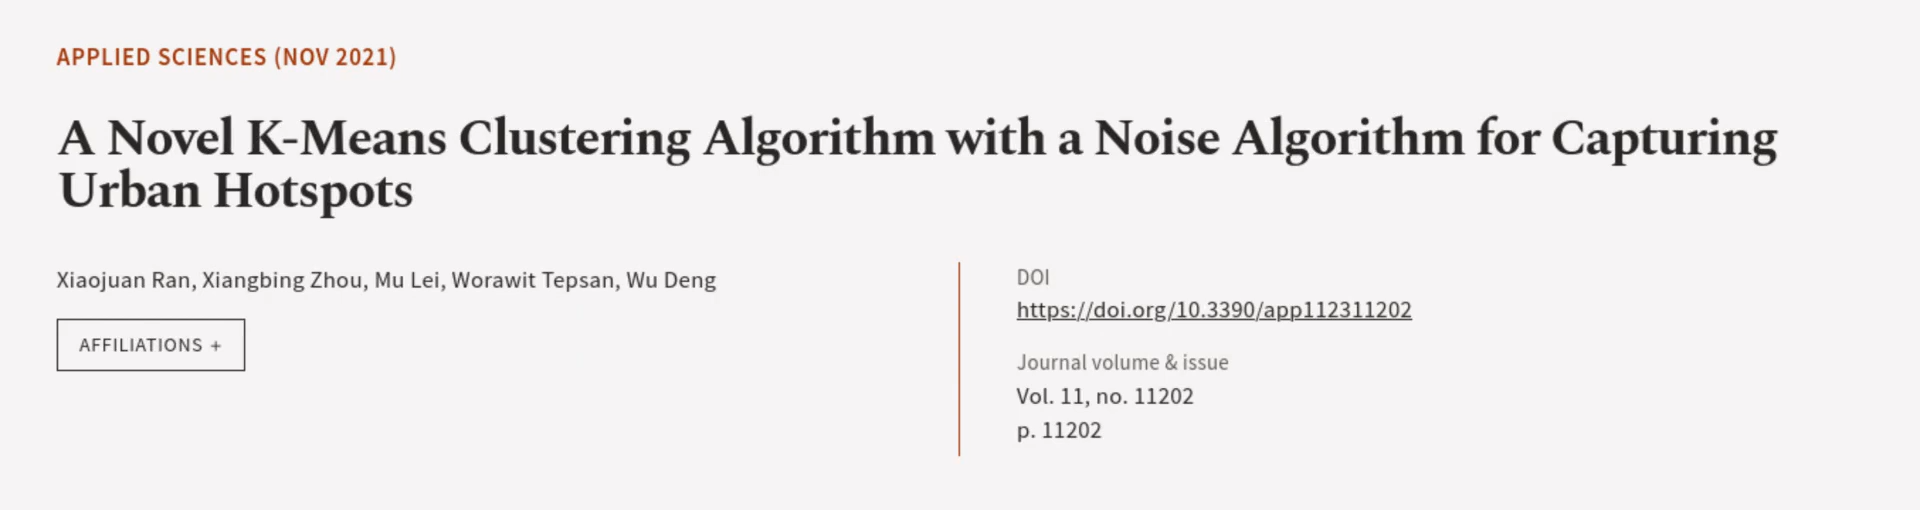 APPLIED SCIENCES (NOV 2021)
A Novel K-Means Clustering Algorithm with a Noise Algorithm for Capturing
Urban Hotspots
Xiaojuan Ran, Xiangbing Zhou, Mu Lei, Worawit Tepsan, Wu Deng
AFFILIATIONS +
DOI
https://doi.org/10.3390/app112311202
Journal volume & issue
Vol. 11, no. 11202
p. 11202